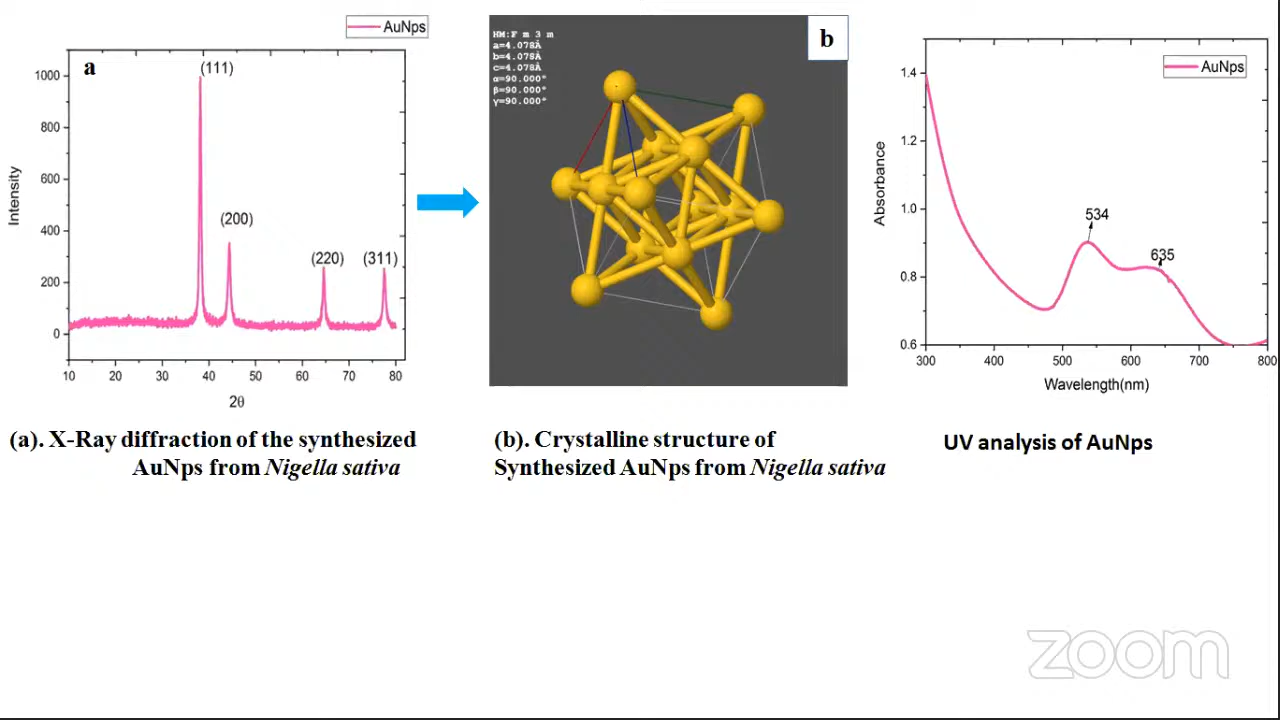 AuNps
a
(111)
(200)
(220)
(311)
1000
800
600
400
200
0
Intensity
10 20 30 40 50 60 70 80
2θ
HM:F m 3 m
a=4.078Å
b=4.078Å
c=4.078Å
α=90.000°
β=90.000°
γ=90.000°
b
AuNps
1.4
1.2
1.0
0.8
0.6
Absorbance
534
635
300 400 500 600 700 800
Wavelength(nm)
(a). X-Ray diffraction of the synthesized
AuNps from Nigella sativa
(b). Crystalline structure of
Synthesized AuNps from Nigella sativa
UV analysis of AuNps
zoom